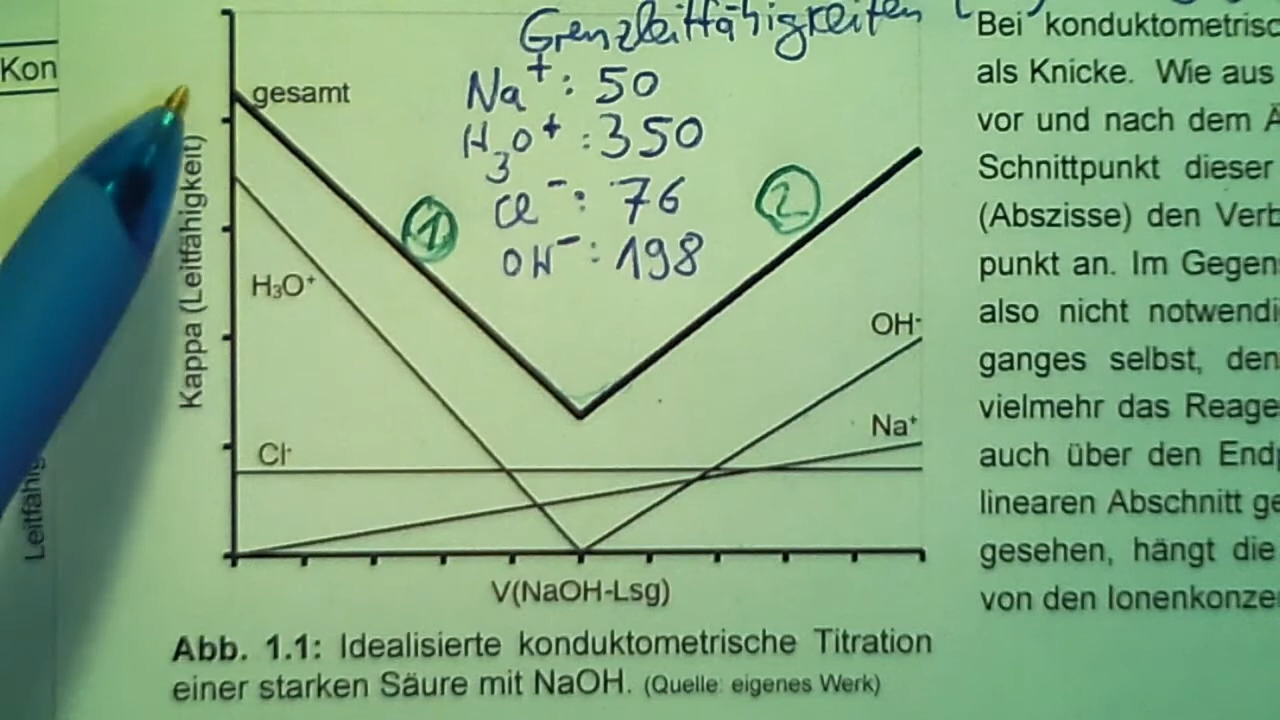 Grenzleitfähigkeiten
Na⁺: 50
H₃O⁺: 350
Cl⁻: 76
OH⁻: 198
1
2
gesamt
H₃O⁺
Cl⁻
OH⁻
Na⁺
Kappa (Leitfähigkeit)
V(NaOH-Lsg)
Abb. 1.1: Idealisierte konduktometrische Titration
einer starken Säure mit NaOH. (Quelle: eigenes Werk)
Kon
Leitfähig
Bei konduktometrisc
als Knicke. Wie aus
vor und nach dem Ä
Schnittpunkt dieser
(Abszisse) den Verb
punkt an. Im Gegen
also nicht notwendi
ganges selbst, den
vielmehr das Reage
auch über den Endp
linearen Abschnitt ge
gesehen, hängt die
von den Ionenkonze